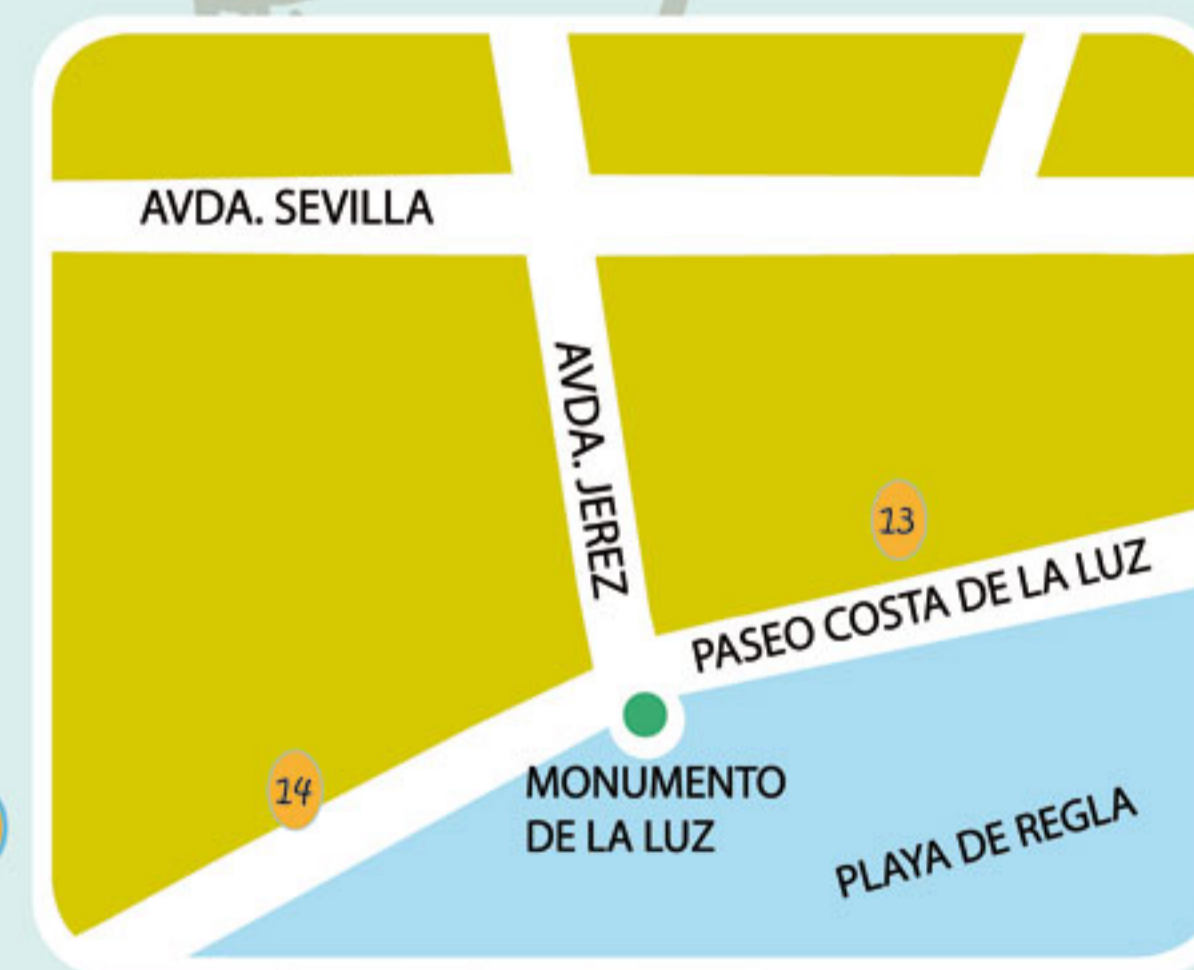 AVDA. SEVILLA
AVDA. JEREZ
13
PASEO COSTA DE LA LUZ
14
MONUMENTO
DE LA LUZ
PLAYA DE REGLA